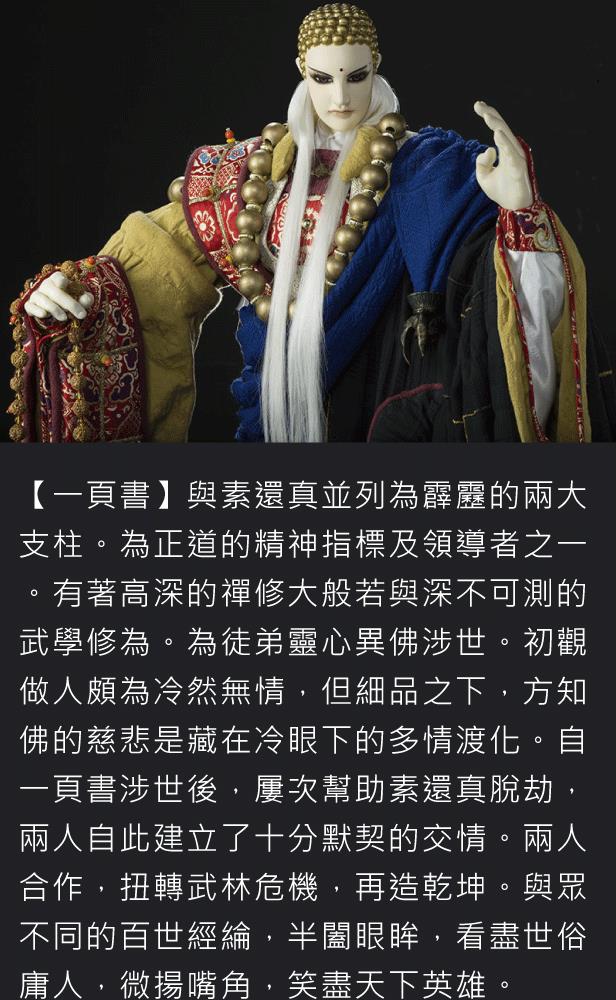 【一頁書】與素還真並列為霹靂的兩大
支柱。為正道的精神指標及領導者之一
。有著高深的禪修大般若與深不可測的
武學修為。為徒弟靈心異佛涉世。初觀
做人頗為冷然無情，但細品之下，方知
佛的慈悲是藏在冷眼下的多情渡化。自
一頁書涉世後，屢次幫助素還真脫劫，
兩人自此建立了十分默契的交情。兩人
合作，扭轉武林危機，再造乾坤。與眾
不同的百世經綸，半闔眼眸，看盡世俗
庸人，微揚嘴角，笑盡天下英雄。